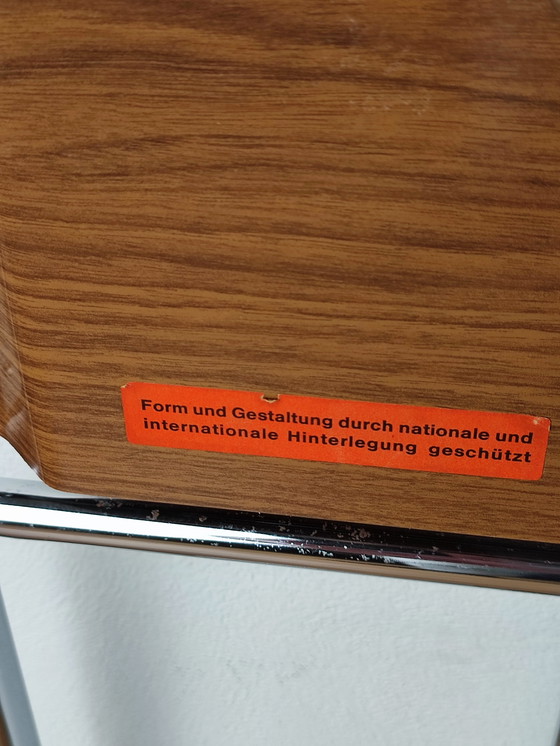 Form und Gestaltung durch nationale und
internationale Hinterlegung geschützt